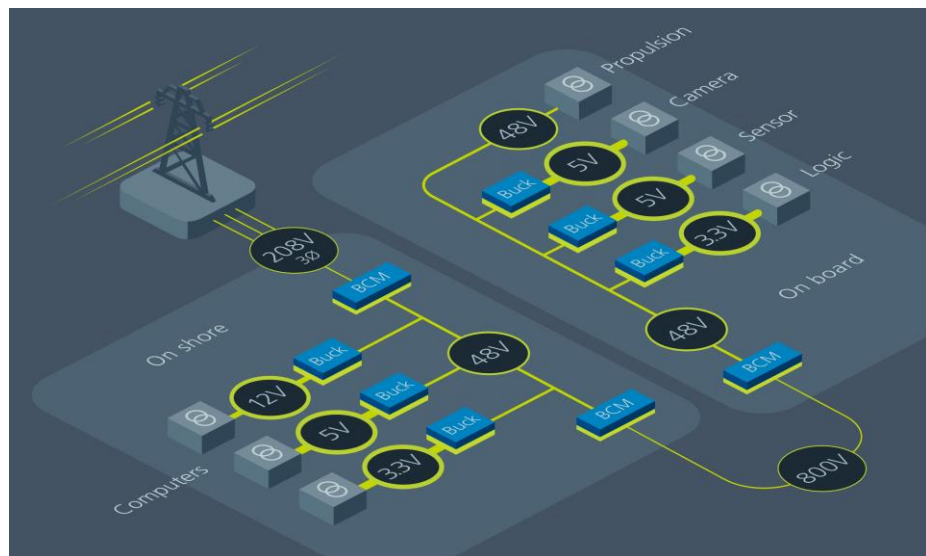 Propulsion
48V
Camera
5V
Buck
Sensor
5V
Buck
Logic
3.3V
Buck
On board
48V
BCM
800V
208V
3Ø
BCM
On shore
48V
Buck
12V
Buck
5V
Buck
3.3V
BCM
Computers